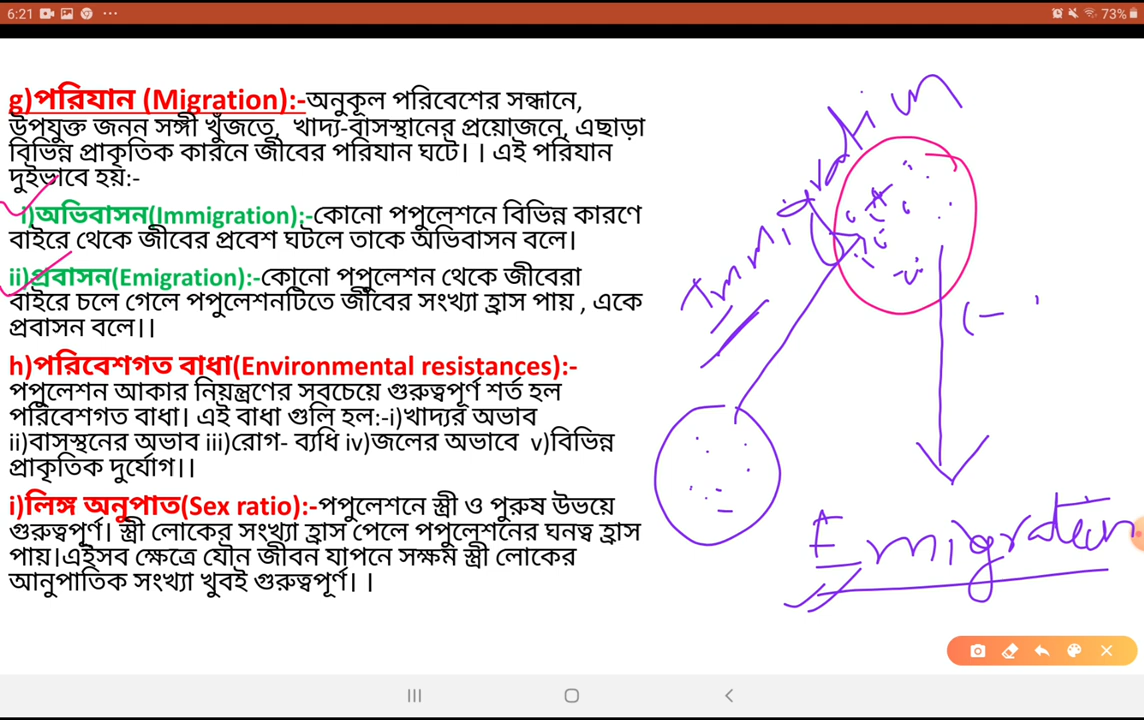 6:21
73%
g)পরিযান (Migration):-অনুকূল পরিবেশের সন্ধানে,
উপযুক্ত জনন সঙ্গী খুঁজতে, খাদ্য-বাসস্থানের প্রয়োজনে, এছাড়া
বিভিন্ন প্রাকৃতিক কারনে জীবের পরিযান ঘটে। । এই পরিযান
দুইভাবে হয়:-
i)অভিবাসন(Immigration):-কোনো পপুলেশনে বিভিন্ন কারণে
বাইরে থেকে জীবের প্রবেশ ঘটলে তাকে অভিবাসন বলে।
ii)প্রবাসন(Emigration):-কোনো পপুলেশন থেকে জীবেরা
বাইরে চলে গেলে পপুলেশনটিতে জীবের সংখ্যা হ্রাস পায় , একে
প্রবাসন বলে।।
h)পরিবেশগত বাধা(Environmental resistances):-
পপুলেশন আকার নিয়ন্ত্রণের সবচেয়ে গুরুত্বপূর্ণ শর্ত হল
পরিবেশগত বাধা। এই বাধা গুলি হল:-i)খাদ্যর অভাব
ii)বাসস্থনের অভাব iii)রোগ- ব্যধি iv)জলের অভাবে v)বিভিন্ন
প্রাকৃতিক দুর্যোগ।।
i)লিঙ্গ অনুপাত(Sex ratio):-পপুলেশনে স্ত্রী ও পুরুষ উভয়ে
গুরুত্বপূর্ণ। স্ত্রী লোকের সংখ্যা হ্রাস পেলে পপুলেশনের ঘনত্ব হ্রাস
পায়।এইসব ক্ষেত্রে যৌন জীবন যাপনে সক্ষম স্ত্রী লোকের
আনুপাতিক সংখ্যা খুবই গুরুত্বপূর্ণ। ।
Immigration
Emigration